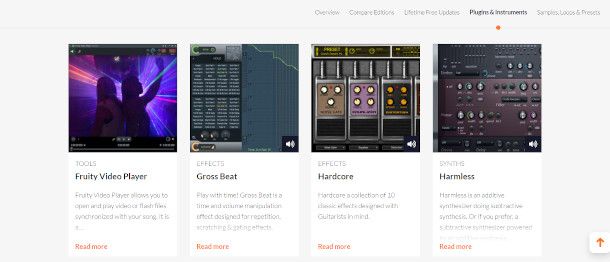 Overview Compare Editions Lifetime Free Updates Plugins & Instruments Samples, Loops & Presets
TOOLS
Fruity Video Player
Fruity Video Player allows you to
open and play video or flash files
synchronized with your song. It is
a...
Read more
EFFECTS
Gross Beat
Play with time! Gross Beat is a
time and volume manipulation
effect designed for repetition,
scratching & gating effects.
Read more
PRESET
NOISE GATE
DISTORTION
EFFECTS
Hardcore
Hardcore a collection of 10
classic effects designed with
Guitarists in mind.
Read more
SYNTHS
Harmless
Harmless is an additive
synthesizer doing subtractive
synthesis. Or if you prefer, a
subtractive synthesizer powered
Read more